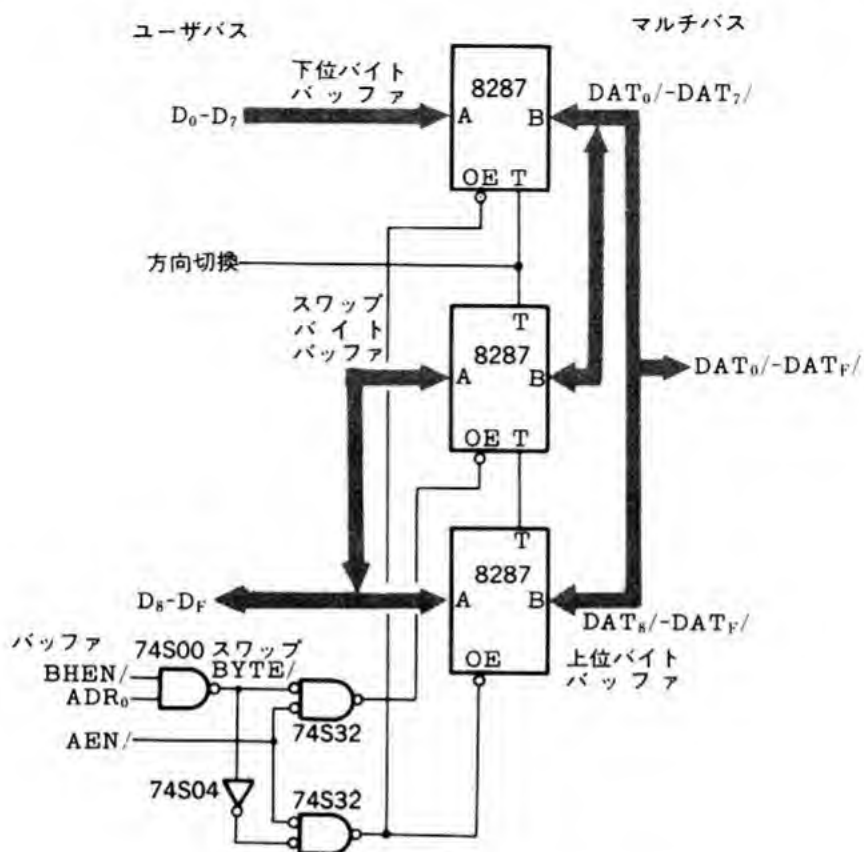 ユーザバス
マルチバス
下位バイト
バッファ
8287
DAT₀/-DAT₇/
D₀-D₇
A
B
OE T
方向切換
スワップ
バイト
バッファ
T
8287
A
B
DAT₀/-DAT_F/
OE T
T
8287
D₈-D_F
A
B
DAT₈/-DAT_F/
バッファ
74S00 スワップ
BYTE/
OE
上位バイト
バッファ
BHEN/
ADR₀
74S32
AEN/
74S04
74S32